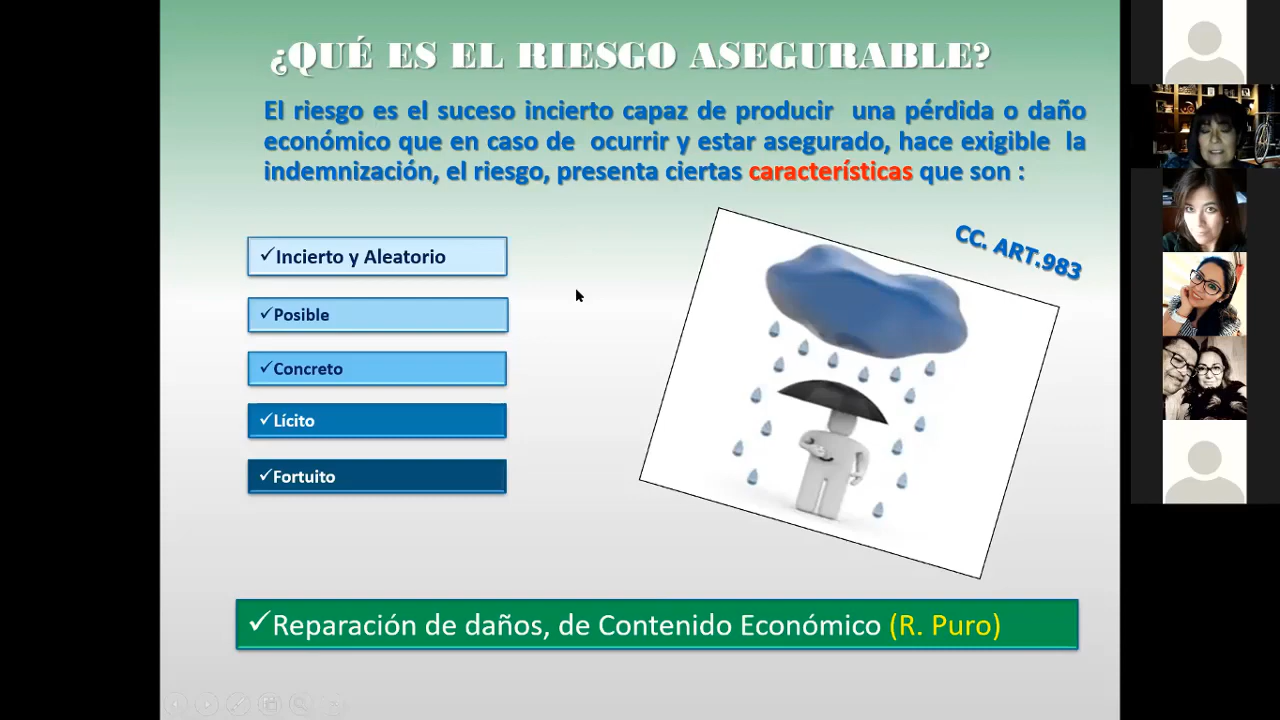 ¿QUÉ ES EL RIESGO ASEGURABLE?
El riesgo es el suceso incierto capaz de producir una pérdida o daño
económico que en caso de ocurrir y estar asegurado, hace exigible la
indemnización, el riesgo, presenta ciertas características que son :
CC. ART.983
✓Incierto y Aleatorio
✓Posible
✓Concreto
✓Lícito
✓Fortuito
✓Reparación de daños, de Contenido Económico (R. Puro)